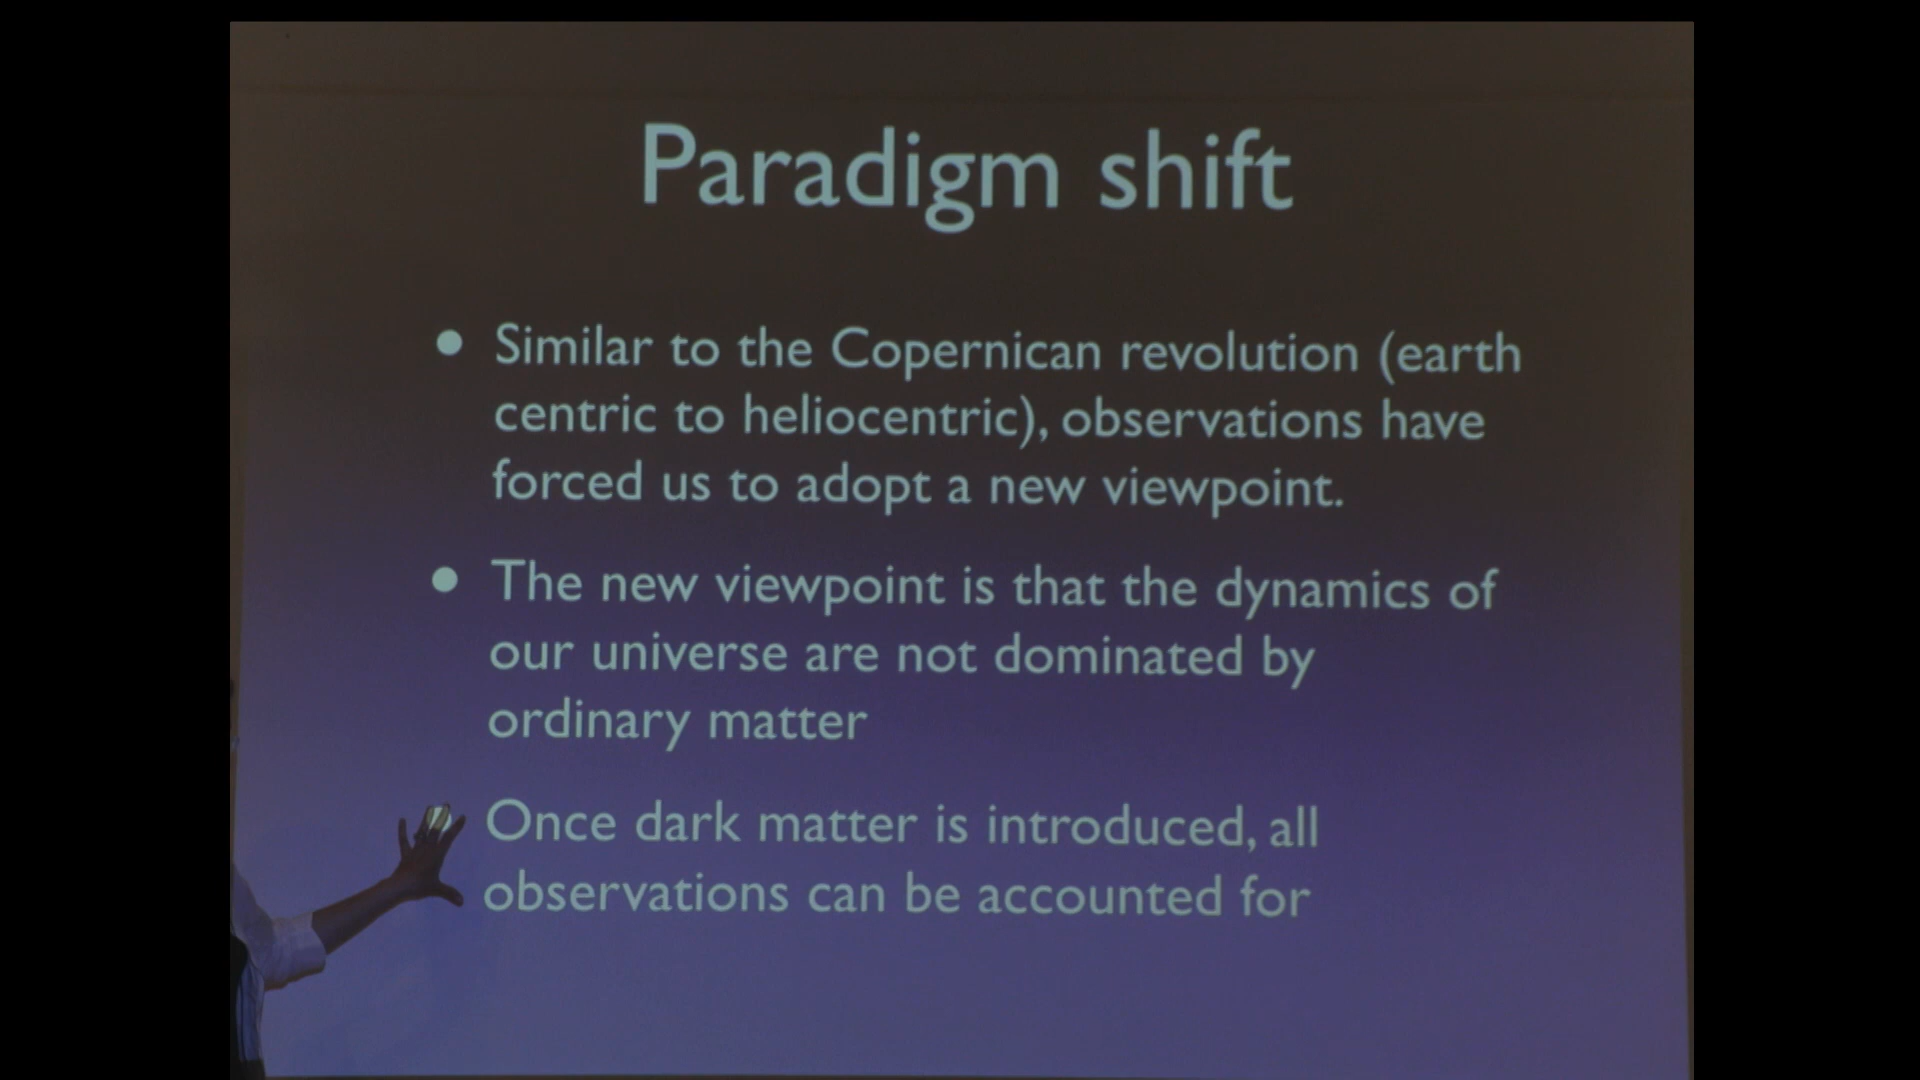 Paradigm shift
• Similar to the Copernican revolution (earth
centric to heliocentric), observations have
forced us to adopt a new viewpoint.
• The new viewpoint is that the dynamics of
our universe are not dominated by
ordinary matter
Once dark matter is introduced, all
observations can be accounted for